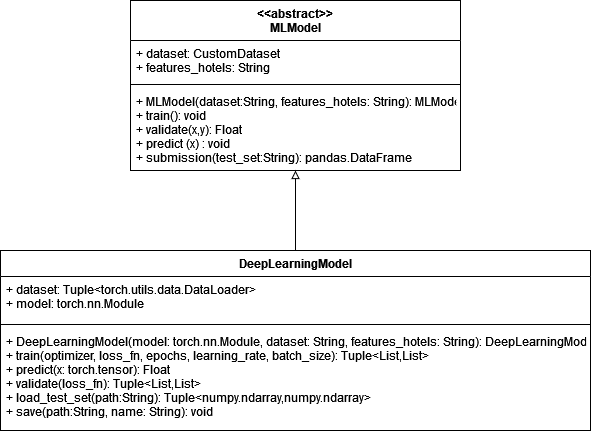 <<abstract>>
MLModel
+ dataset: CustomDataset
+ features_hotels: String
+ MLModel(dataset:String, features_hotels: String): MLMode
+ train(): void
+ validate(x,y): Float
+ predict (x) : void
+ submission(test_set:String): pandas.DataFrame
DeepLearningModel
+ dataset: Tuple<torch.utils.data.DataLoader>
+ model: torch.nn.Module
+ DeepLearningModel(model: torch.nn.Module, dataset: String, features_hotels: String): DeepLearningMod
+ train(optimizer, loss_fn, epochs, learning_rate, batch_size): Tuple<List,List>
+ predict(x: torch.tensor): Float
+ validate(loss_fn): Tuple<List,List>
+ load_test_set(path:String): Tuple<numpy.ndarray,numpy.ndarray>
+ save(path:String, name: String): void